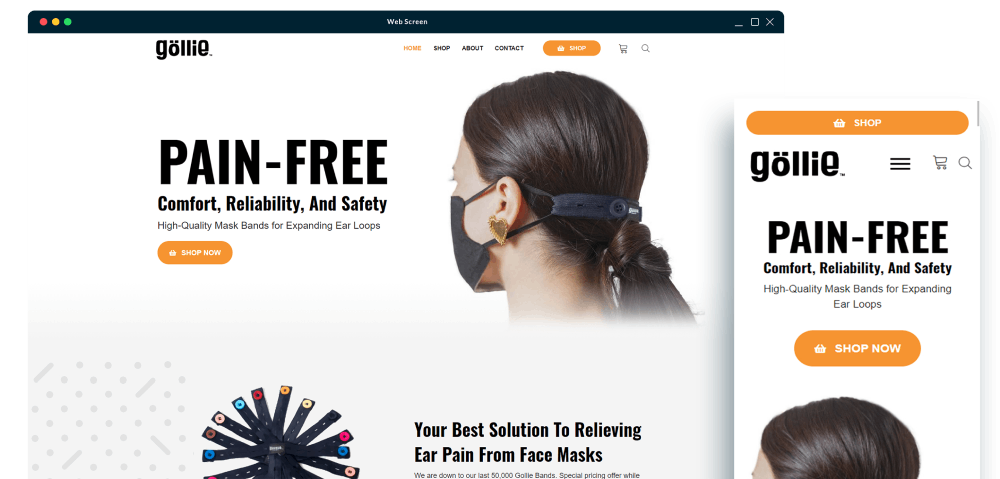 Web Screen
göllie™
HOME SHOP ABOUT CONTACT SHOP
PAIN-FREE
Comfort, Reliability, And Safety
High-Quality Mask Bands for Expanding Ear Loops
SHOP NOW
Your Best Solution To Relieving
Ear Pain From Face Masks
We are down to our last 50,000 Gollie Bands. Special pricing offer while
SHOP
göllie™
PAIN-FREE
Comfort, Reliability, And Safety
High-Quality Mask Bands for Expanding
Ear Loops
SHOP NOW